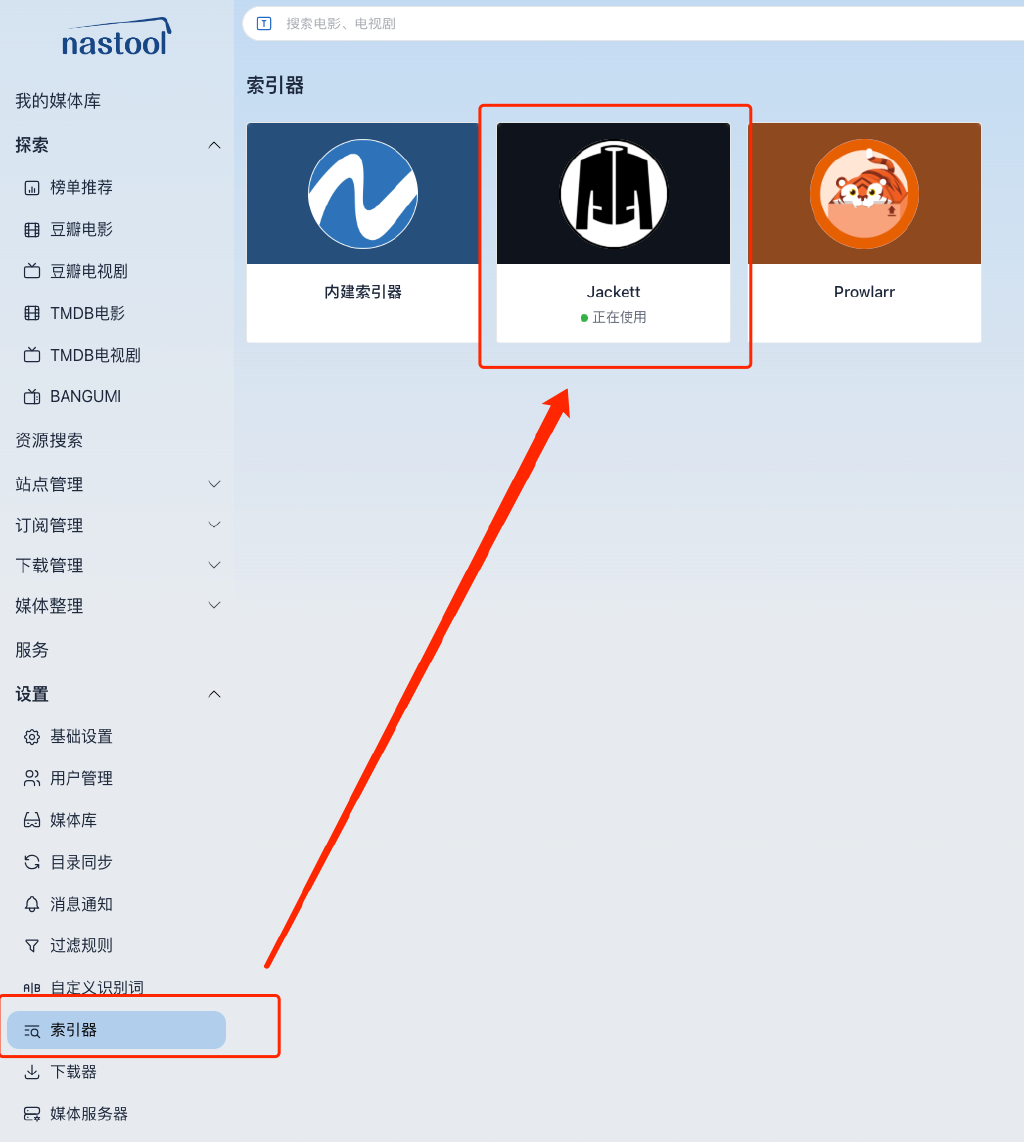 nastool
我的媒体库
探索
榜单推荐
豆瓣电影
豆瓣电视剧
TMDB电影
TMDB电视剧
BANGUMI
资源搜索
站点管理
订阅管理
下载管理
媒体整理
服务
设置
基础设置
用户管理
媒体库
目录同步
消息通知
过滤规则
A|B 自定义识别词
索引器
下载器
媒体服务器
T 搜索电影、电视剧
索引器
内建索引器
Jackett
正在使用
Prowlarr